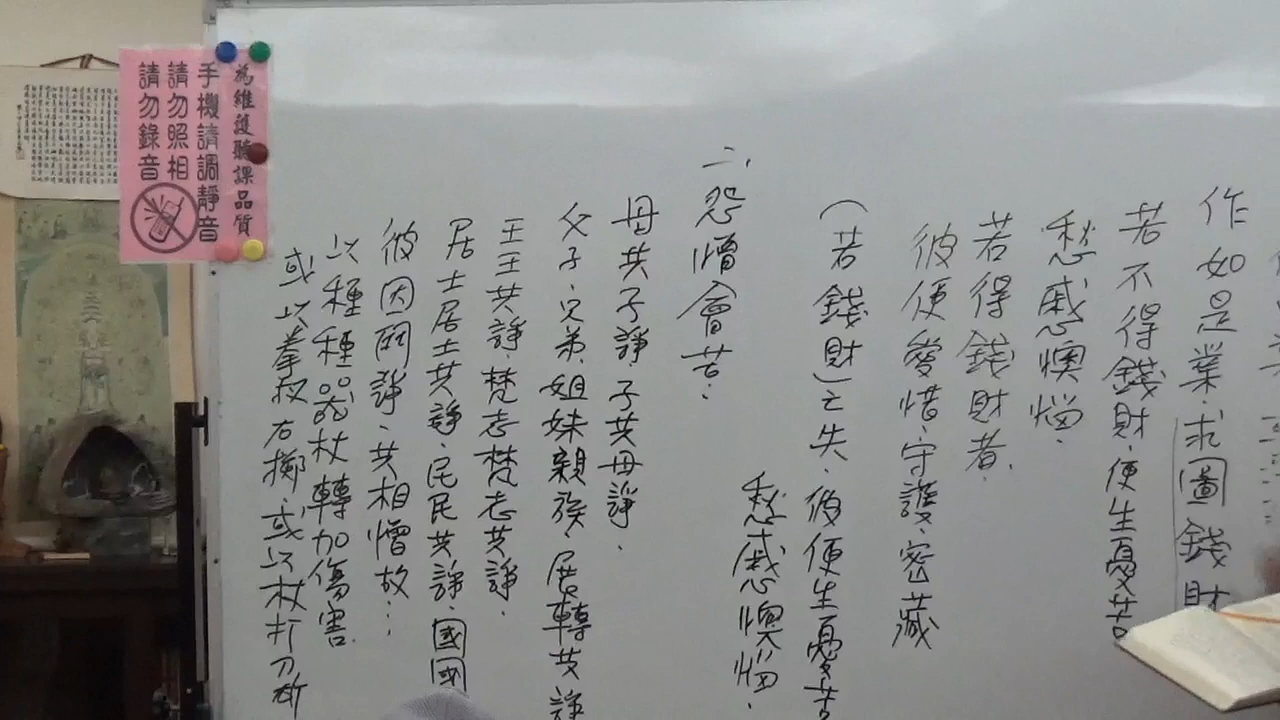 作如是業.求圖錢財
若不得錢財.便生憂苦
愁慼懊惱.
若得錢財者.
彼便愛惜.守護.密藏
(若錢財)亡失.彼便生憂苦
愁慼懊惱.
二、怨憎會苦.
母共子諍.子共母諍.
父子.兄弟.姐妹親族.展轉共諍
王王共諍.梵志梵志共諍.
居士居士共諍.民民共諍.國國
彼因鬪諍.共相憎故…
以種種器杖轉加傷害
或以拳扠石擲.或以杖打刀斫
為維護聽課品質
手機請調靜音
請勿照相
請勿錄音